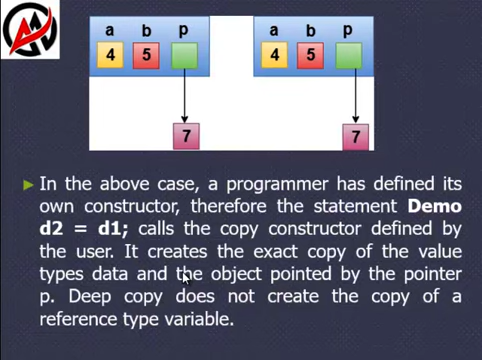 a b p a b p
4 5 4 5
7 7
In the above case, a programmer has defined its
own constructor, therefore the statement Demo
d2 = d1; calls the copy constructor defined by
the user. It creates the exact copy of the value
types data and the object pointed by the pointer
p. Deep copy does not create the copy of a
reference type variable.